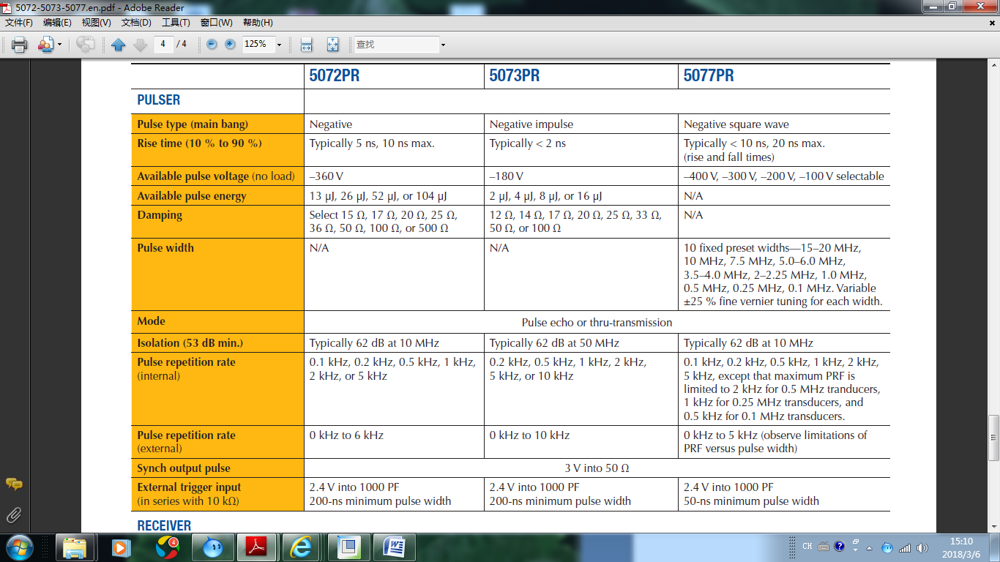 5072-5073-5077.en.pdf - Adobe Reader
文件(F) 编辑(E) 视图(V) 文档(D) 工具(T) 窗口(W) 帮助(H)
4 / 4 125% 查找
5072PR 5073PR 5077PR
PULSER
Pulse type (main bang) Negative Negative impulse Negative square wave
Rise time (10 % to 90 %) Typically 5 ns, 10 ns max. Typically < 2 ns Typically < 10 ns, 20 ns max.
(rise and fall times)
Available pulse voltage (no load) –360 V –180 V –400 V, –300 V, –200 V, –100 V selectable
Available pulse energy 13 µJ, 26 µJ, 52 µJ, or 104 µJ 2 µJ, 4 µJ, 8 µJ, or 16 µJ N/A
Damping Select 15 Ω, 17 Ω, 20 Ω, 25 Ω, 12 Ω, 14 Ω, 17 Ω, 20 Ω, 25 Ω, 33 Ω, N/A
36 Ω, 50 Ω, 100 Ω, or 500 Ω 50 Ω, or 100 Ω
Pulse width N/A N/A 10 fixed preset widths—15–20 MHz,
10 MHz, 7.5 MHz, 5.0–6.0 MHz,
3.5–4.0 MHz, 2–2.25 MHz, 1.0 MHz,
0.5 MHz, 0.25 MHz, 0.1 MHz. Variable
±25 % fine vernier tuning for each width.
Mode Pulse echo or thru-transmission
Isolation (53 dB min.) Typically 62 dB at 10 MHz Typically 62 dB at 50 MHz Typically 62 dB at 10 MHz
Pulse repetition rate 0.1 kHz, 0.2 kHz, 0.5 kHz, 1 kHz, 0.2 kHz, 0.5 kHz, 1 kHz, 2 kHz, 0.1 kHz, 0.2 kHz, 0.5 kHz, 1 kHz, 2 kHz,
(internal) 2 kHz, or 5 kHz 5 kHz, or 10 kHz 5 kHz, except that maximum PRF is
limited to 2 kHz for 0.5 MHz tranducers,
1 kHz for 0.25 MHz transducers, and
0.5 kHz for 0.1 MHz transducers.
Pulse repetition rate 0 kHz to 6 kHz 0 kHz to 10 kHz 0 kHz to 5 kHz (observe limitations of
(external) PRF versus pulse width)
Synch output pulse 3 V into 50 Ω
External trigger input 2.4 V into 1000 PF 2.4 V into 1000 PF 2.4 V into 1000 PF
(in series with 10 kΩ) 200-ns minimum pulse width 200-ns minimum pulse width 50-ns minimum pulse width
RECEIVER
4
CH 15:10
2018/3/6